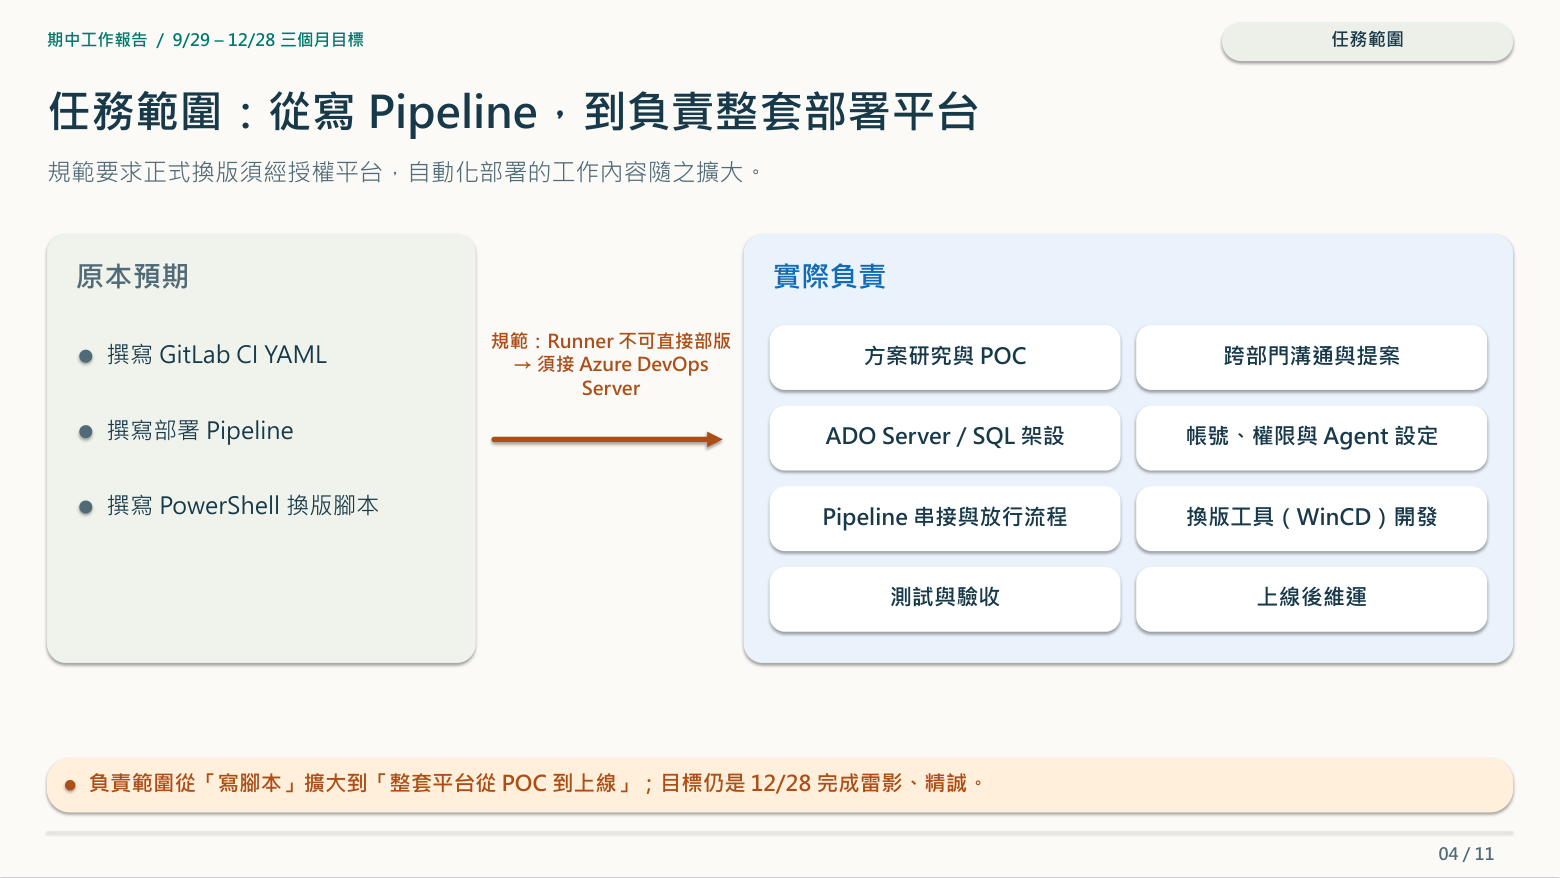 期中工作報告 / 9/29 – 12/28 三個月目標
任務範圍
任務範圍：從寫 Pipeline，到負責整套部署平台
規範要求正式換版須經授權平台，自動化部署的工作內容隨之擴大。
原本預期
撰寫 GitLab CI YAML
撰寫部署 Pipeline
撰寫 PowerShell 換版腳本
規範：Runner 不可直接部版
→ 須接 Azure DevOps
Server
實際負責
方案研究與 POC
跨部門溝通與提案
ADO Server / SQL 架設
帳號、權限與 Agent 設定
Pipeline 串接與放行流程
換版工具（WinCD）開發
測試與驗收
上線後維運
負責範圍從「寫腳本」擴大到「整套平台從 POC 到上線」；目標仍是 12/28 完成雷影、精誠。
04 / 11